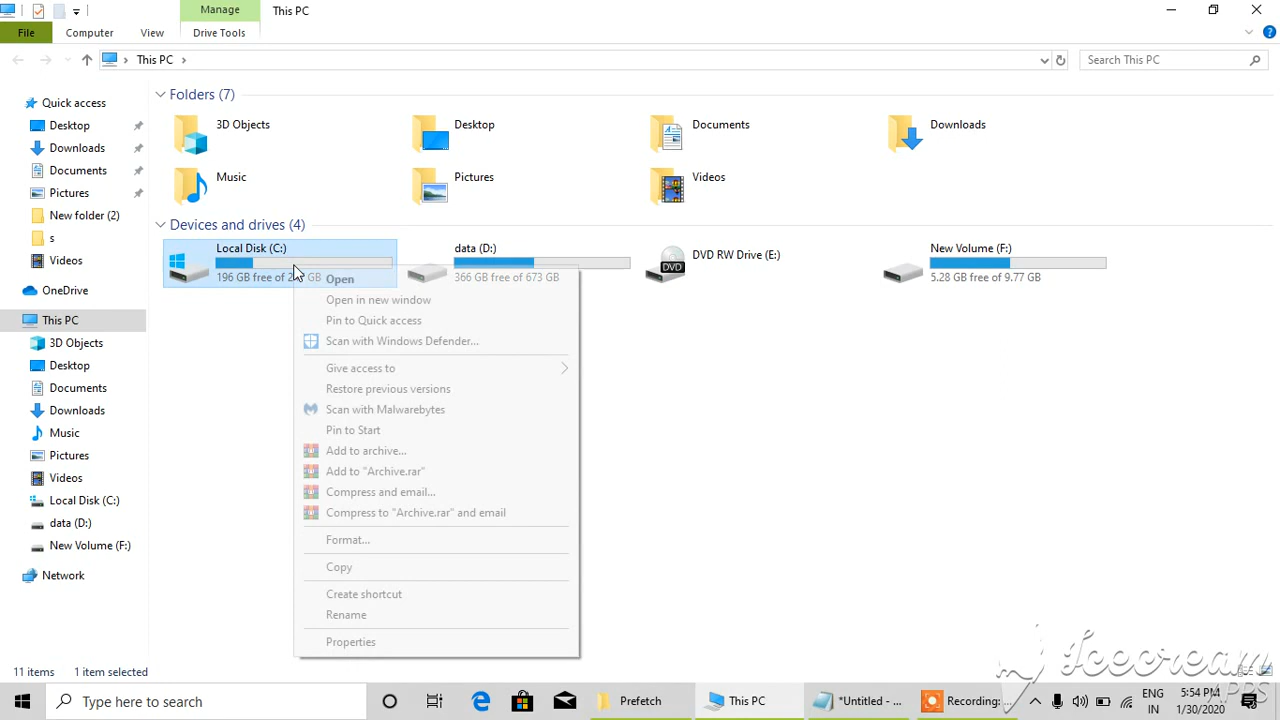 Manage
This PC
File
Computer
View
Drive Tools
This PC
Search This PC
Quick access
Desktop
Downloads
Documents
Pictures
New folder (2)
s
Videos
OneDrive
This PC
3D Objects
Desktop
Documents
Downloads
Music
Pictures
Videos
Local Disk (C:)
data (D:)
New Volume (F:)
Network
Folders (7)
3D Objects
Desktop
Documents
Downloads
Music
Pictures
Videos
Devices and drives (4)
Local Disk (C:)
196 GB free of GB
data (D:)
366 GB free of 673 GB
DVD RW Drive (E:)
DVD
New Volume (F:)
5.28 GB free of 9.77 GB
Open
Open in new window
Pin to Quick access
Scan with Windows Defender...
Give access to
Restore previous versions
Scan with Malwarebytes
Pin to Start
Add to archive...
Add to "Archive.rar"
Compress and email...
Compress to "Archive.rar" and email
Format...
Copy
Create shortcut
Rename
Properties
11 items
1 item selected
Icecream
APPS
Type here to search
Prefetch
This PC
*Untitled - ...
Recording:...
ENG
IN
5:54 PM
1/30/2020